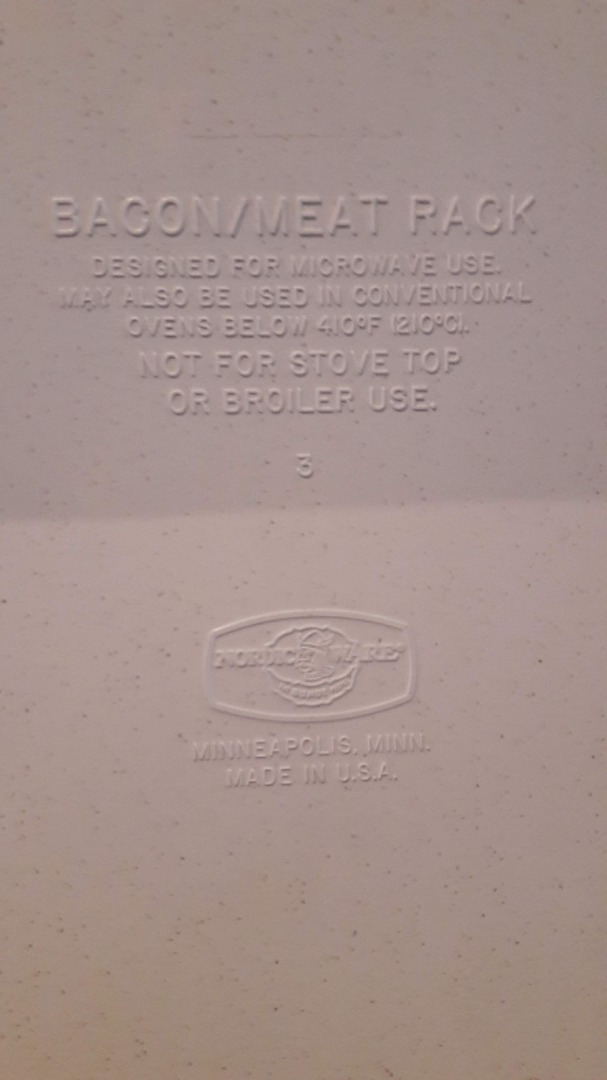 BACON/MEAT RACK
DESIGNED FOR MICROWAVE USE.
MAY ALSO BE USED IN CONVENTIONAL
OVENS BELOW 410°F (210°C).
NOT FOR STOVE TOP
OR BROILER USE.
3
NORDIC WARE®
MINNEAPOLIS, MINN.
MADE IN U.S.A.